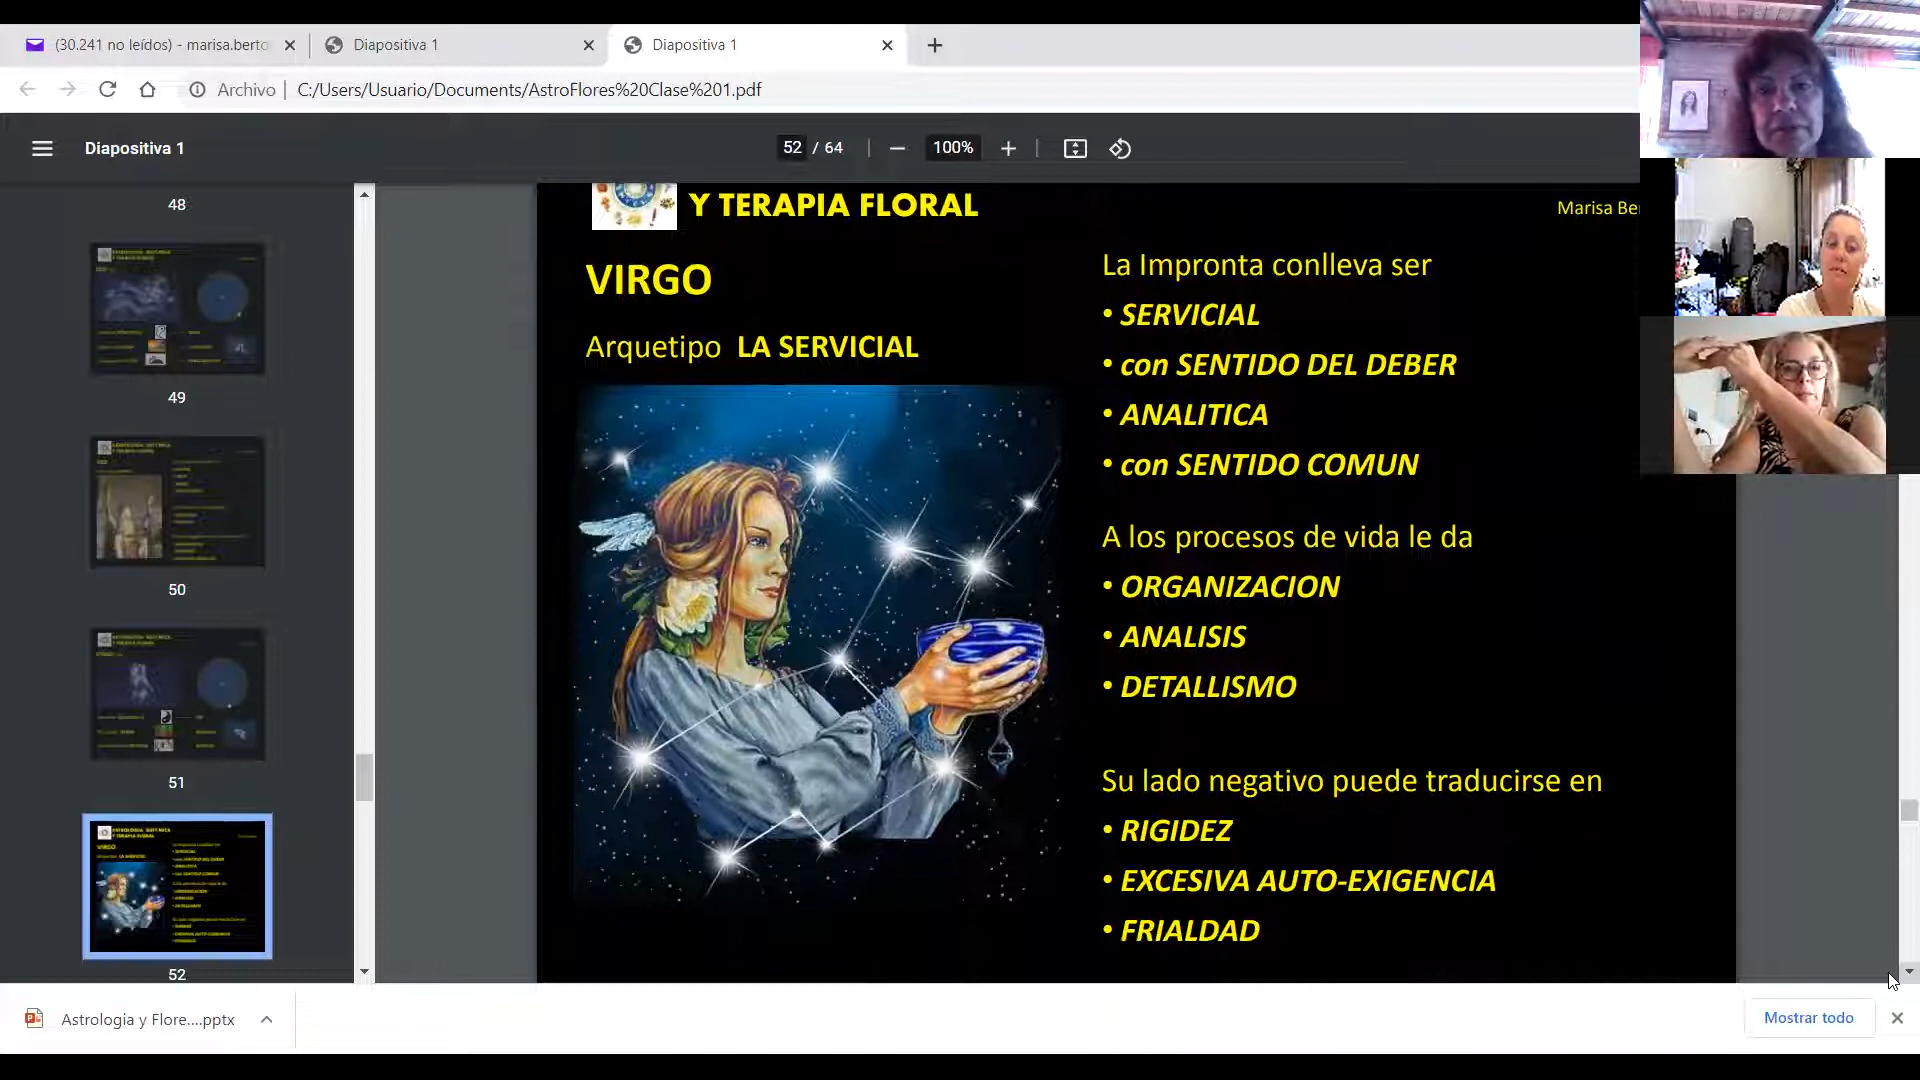 (30.241 no leídos) - marisa.berto
Diapositiva 1
Diapositiva 1
Archivo
C:/Users/Usuario/Documents/AstroFlores%20Clase%201.pdf
Diapositiva 1
52 / 64
100%
48
49
50
51
52
Y TERAPIA FLORAL
Marisa Ber
VIRGO
Arquetipo LA SERVICIAL
La Impronta conlleva ser
• SERVICIAL
• con SENTIDO DEL DEBER
• ANALITICA
• con SENTIDO COMUN
A los procesos de vida le da
• ORGANIZACION
• ANALISIS
• DETALLISMO
Su lado negativo puede traducirse en
• RIGIDEZ
• EXCESIVA AUTO-EXIGENCIA
• FRIALDAD
Astrologia y Flore....pptx
Mostrar todo